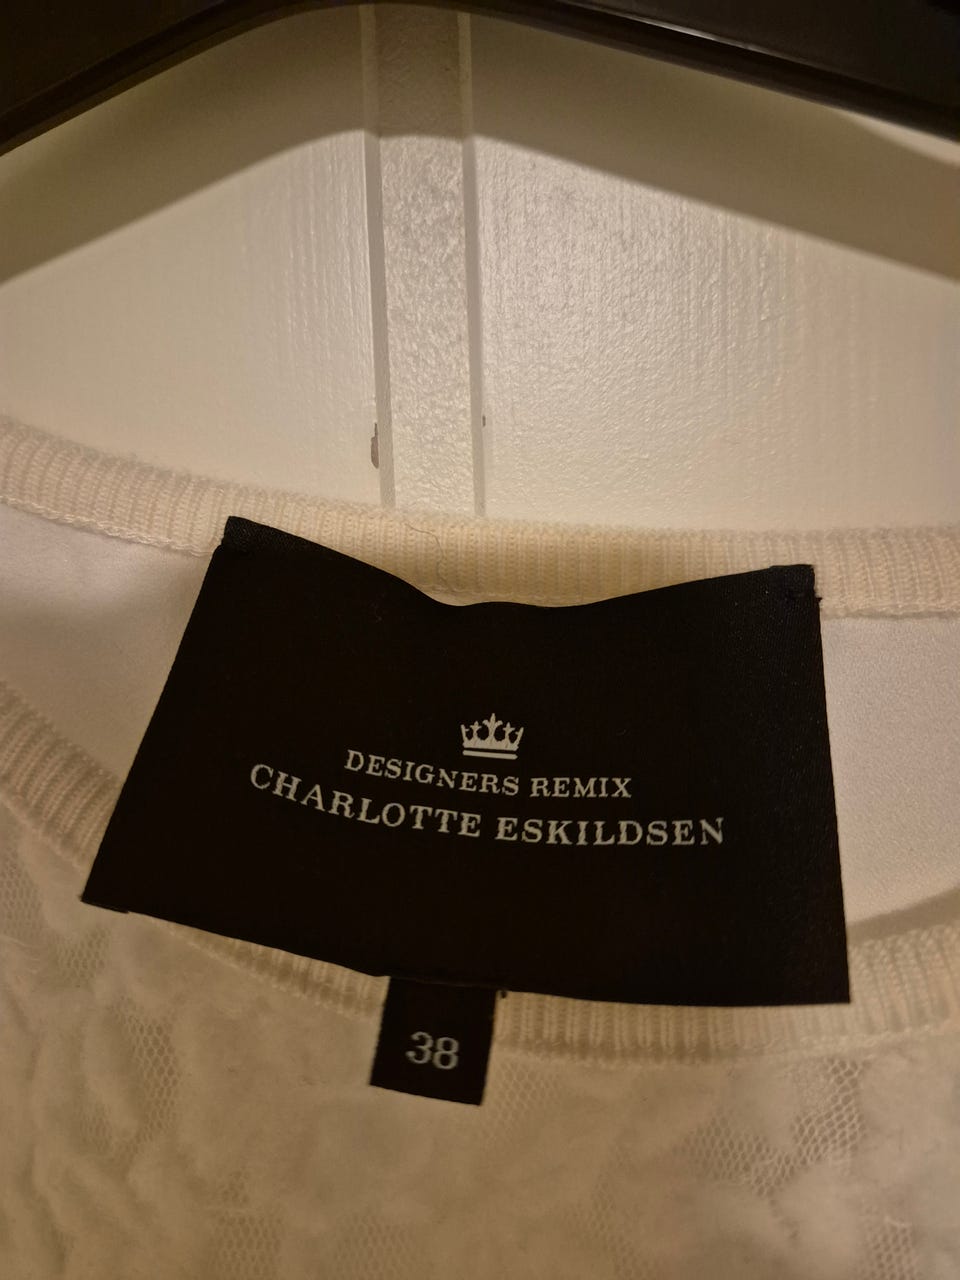 DESIGNERS REMIX
CHARLOTTE ESKILDSEN
38